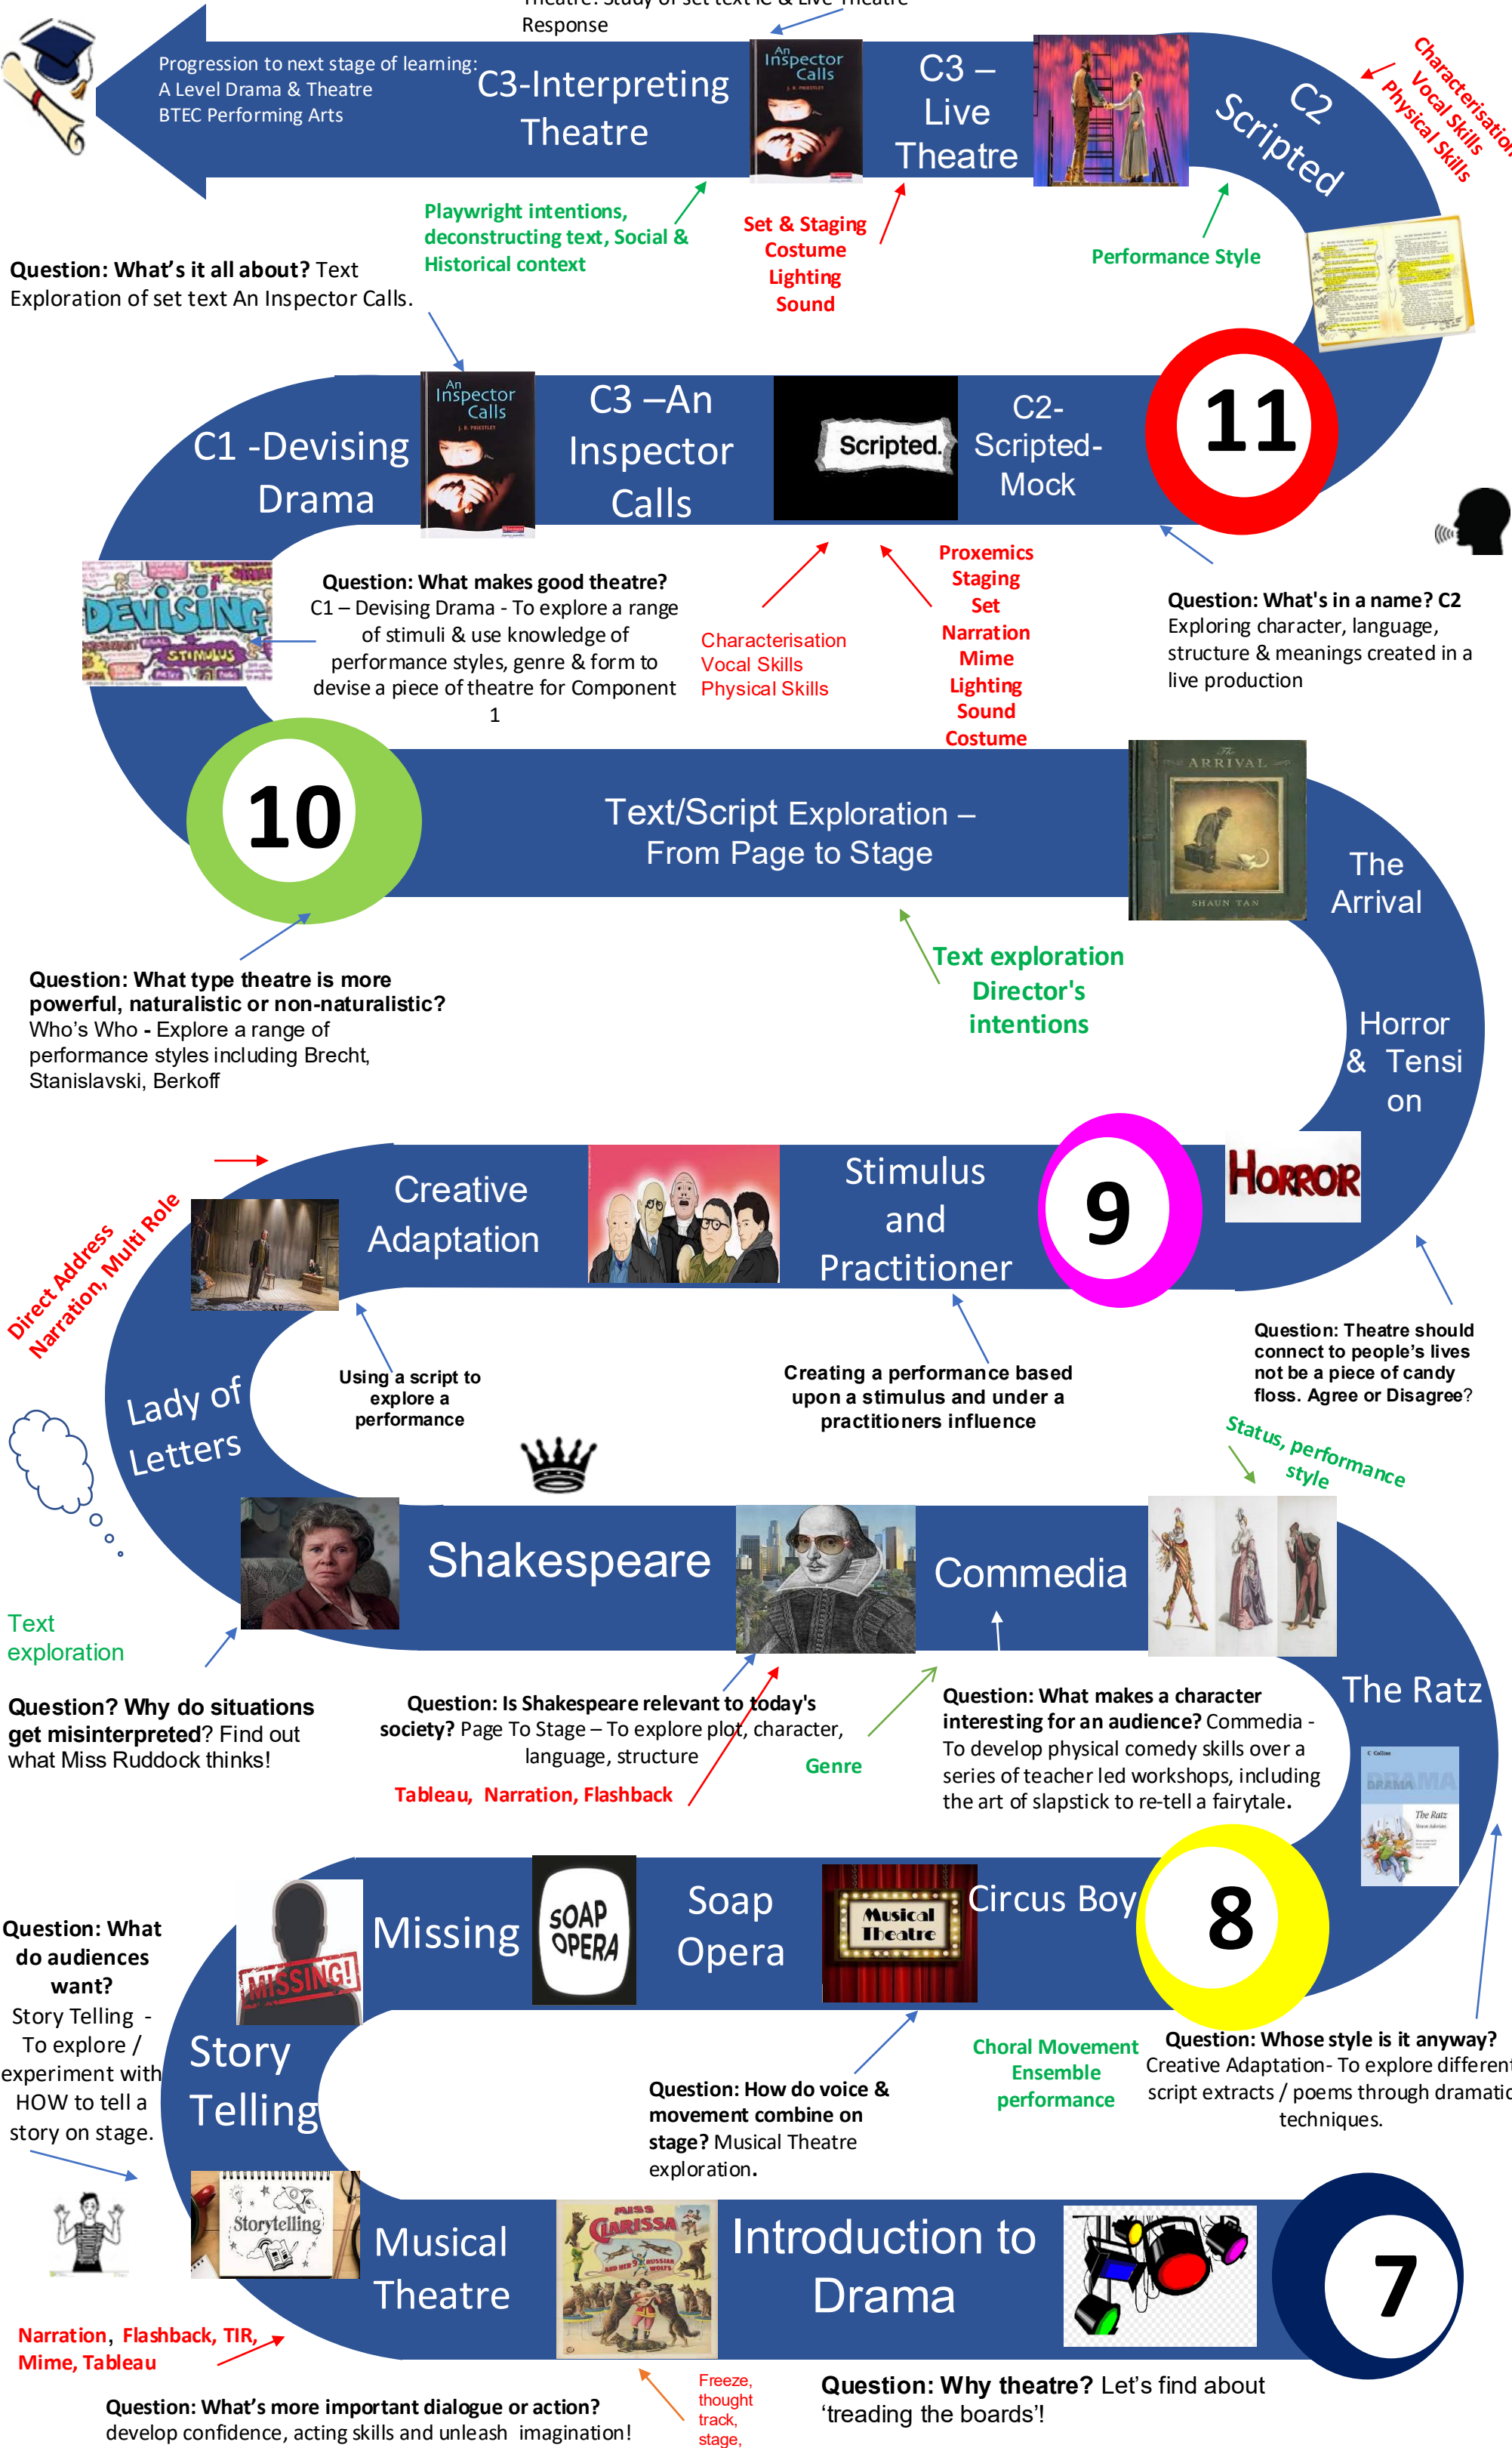 Theatre: Study of set text IC & Live Theatre
Response
Progression to next stage of learning:
A Level Drama & Theatre
BTEC Performing Arts
C3-Interpreting
Theatre
An
Inspector
Calls
J. B. PRIESTLEY
C3 –
Live
Theatre
C2
Scripted
Characterisation
Vocal Skills
Physical Skills
Playwright intentions,
deconstructing text, Social &
Historical context
Set & Staging
Costume
Lighting
Sound
Performance Style
Question: What’s it all about? Text
Exploration of set text An Inspector Calls.
C1 -Devising
Drama
An
Inspector
Calls
J. B. PRIESTLEY
C3 –An
Inspector
Calls
Scripted.
C2-
Scripted-
Mock
11
DEVISING
STIMULUS
Question: What makes good theatre?
C1 – Devising Drama - To explore a range
of stimuli & use knowledge of
performance styles, genre & form to
devise a piece of theatre for Component
1
Characterisation
Vocal Skills
Physical Skills
Proxemics
Staging
Set
Narration
Mime
Lighting
Sound
Costume
Question: What's in a name? C2
Exploring character, language,
structure & meanings created in a
live production
10
Text/Script Exploration –
From Page to Stage
The
ARRIVAL
SHAUN TAN
The
Arrival
Text exploration
Director's
intentions
Question: What type theatre is more
powerful, naturalistic or non-naturalistic?
Who’s Who - Explore a range of
performance styles including Brecht,
Stanislavski, Berkoff
Horror
& Tensi
on
Creative
Adaptation
Stimulus
and
Practitioner
9
HORROR
Direct Address
Narration, Multi Role
Using a script to
explore a
performance
Creating a performance based
upon a stimulus and under a
practitioners influence
Question: Theatre should
connect to people’s lives
not be a piece of candy
floss. Agree or Disagree?
Lady of
Letters
Status, performance
style
Shakespeare
Commedia
Text
exploration
The Ratz
Question? Why do situations
get misinterpreted? Find out
what Miss Ruddock thinks!
Question: Is Shakespeare relevant to today's
society? Page To Stage – To explore plot, character,
language, structure
Tableau, Narration, Flashback
Genre
Question: What makes a character
interesting for an audience? Commedia -
To develop physical comedy skills over a
series of teacher led workshops, including
the art of slapstick to re-tell a fairytale.
Collins
DRAMA
The Ratz
Question: What
do audiences
want?
Story Telling -
To explore /
experiment with
HOW to tell a
story on stage.
MISSING!
Missing
SOAP
OPERA
Soap
Opera
Musical
Theatre
Circus Boy
8
Story
Telling
Question: How do voice &
movement combine on
stage? Musical Theatre
exploration.
Choral Movement
Ensemble
performance
Question: Whose style is it anyway?
Creative Adaptation- To explore different
script extracts / poems through dramatic
techniques.
Storytelling
Musical
Theatre
MISS
CLARISSA
AND HER 9 RUSSIAN
WOLFS
Introduction to
Drama
7
Narration, Flashback, TIR,
Mime, Tableau
Freeze,
thought
track,
stage,
Question: Why theatre? Let’s find about
‘treading the boards’!
Question: What’s more important dialogue or action?
develop confidence, acting skills and unleash imagination!